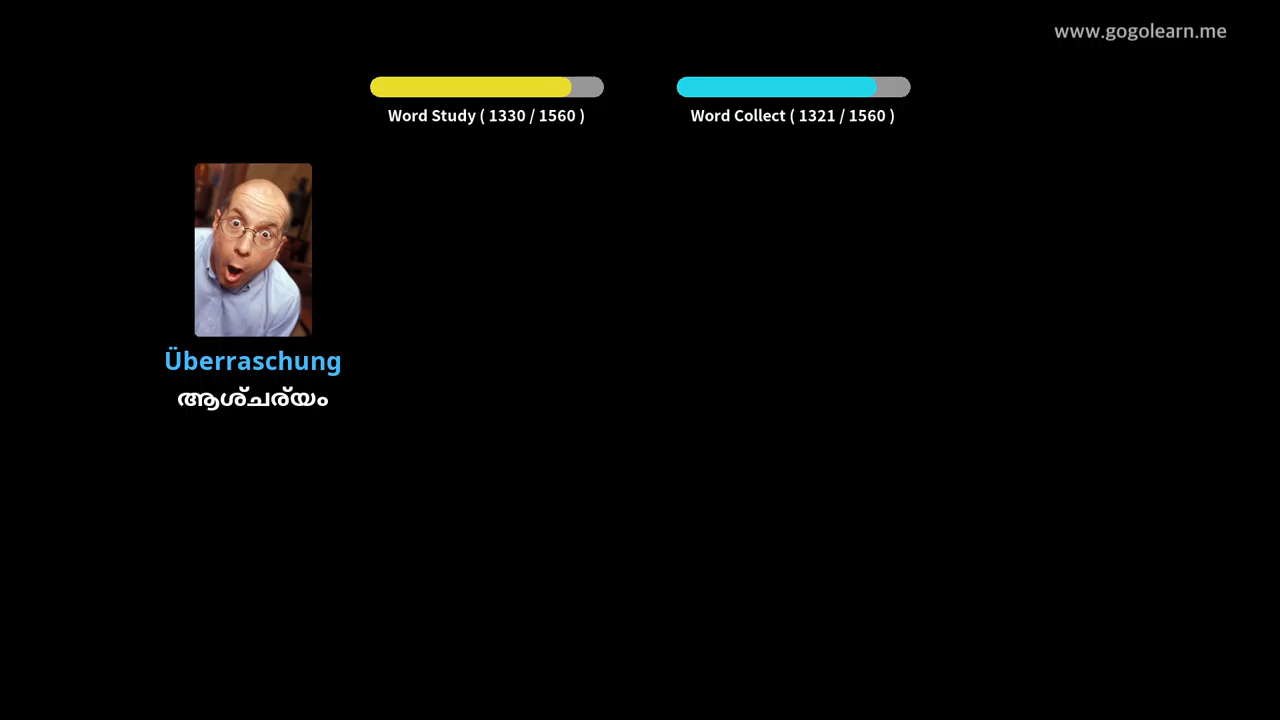 www.gogolearn.me
Word Study ( 1330 / 1560 )
Word Collect ( 1321 / 1560 )
Überraschung
ആശ്ചര്യം